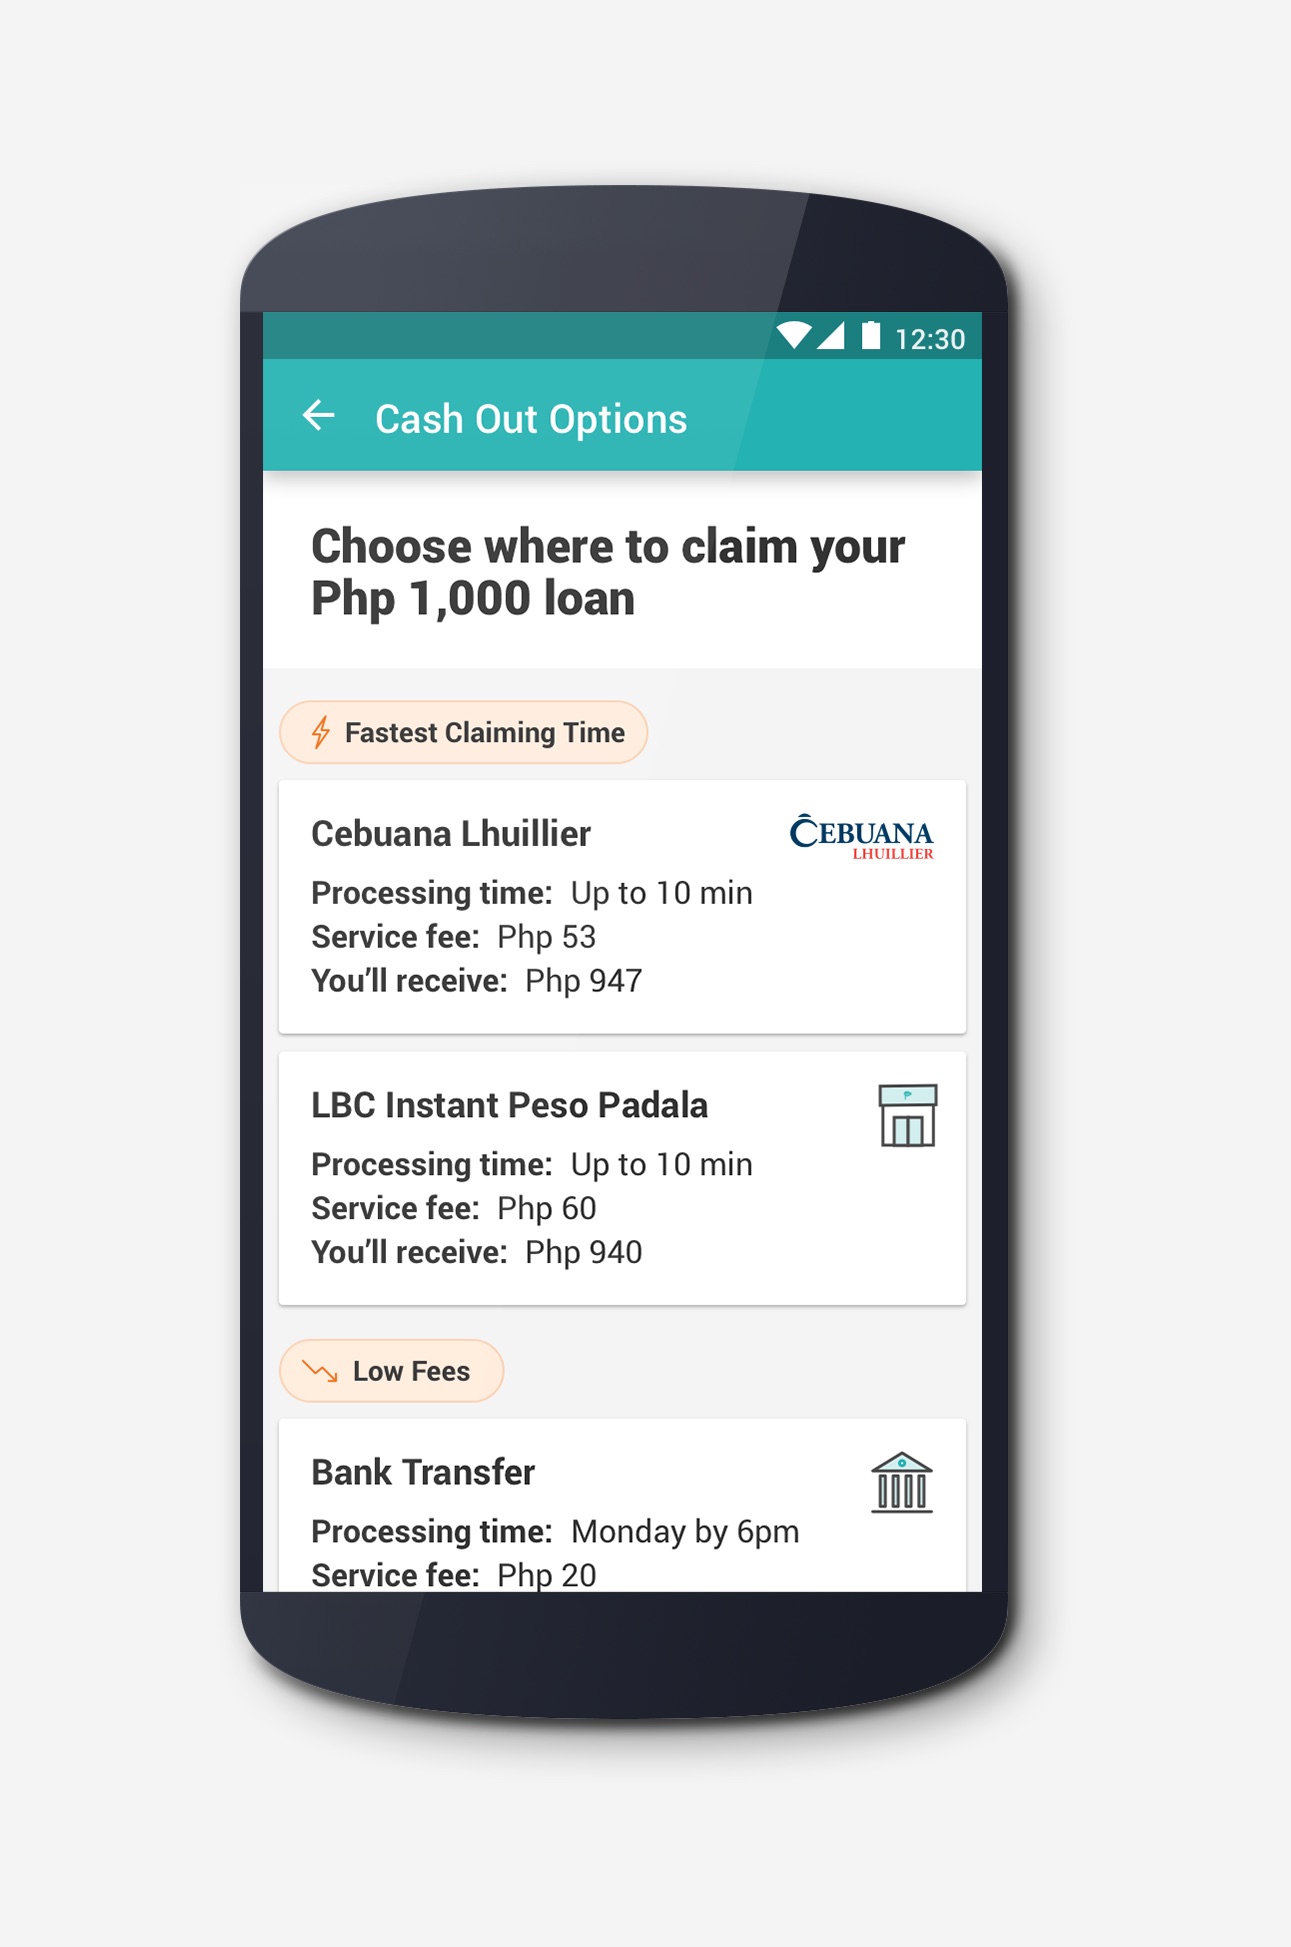 12:30
Cash Out Options
Choose where to claim your
Php 1,000 loan
Fastest Claiming Time
Cebuana Lhuillier
CEBUANA
LHUILLIER
Processing time: Up to 10 min
Service fee: Php 53
You’ll receive: Php 947
LBC Instant Peso Padala
Processing time: Up to 10 min
Service fee: Php 60
You’ll receive: Php 940
Low Fees
Bank Transfer
Processing time: Monday by 6pm
Service fee: Php 20